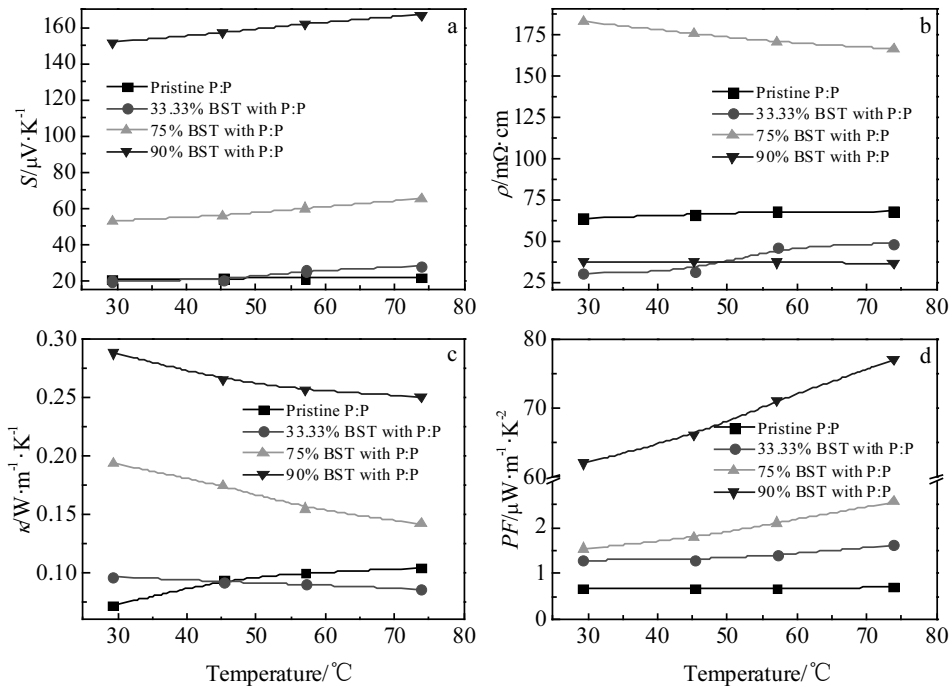 a
160
140
120
100
80
60
40
20
S/μV·K-1
Pristine P:P
33.33% BST with P:P
75% BST with P:P
90% BST with P:P
30 40 50 60 70 80
b
175
150
125
100
75
50
25
ρ/mΩ·cm
Pristine P:P
33.33% BST with P:P
75% BST with P:P
90% BST with P:P
30 40 50 60 70 80
c
0.30
0.25
0.20
0.15
0.10
κ/W·m-1·K-1
Pristine P:P
33.33% BST with P:P
75% BST with P:P
90% BST with P:P
30 40 50 60 70 80
Temperature/℃
d
80
70
60
2
1
0
PF/μW·m-1·K-2
Pristine P:P
33.33% BST with P:P
75% BST with P:P
90% BST with P:P
30 40 50 60 70 80
Temperature/℃